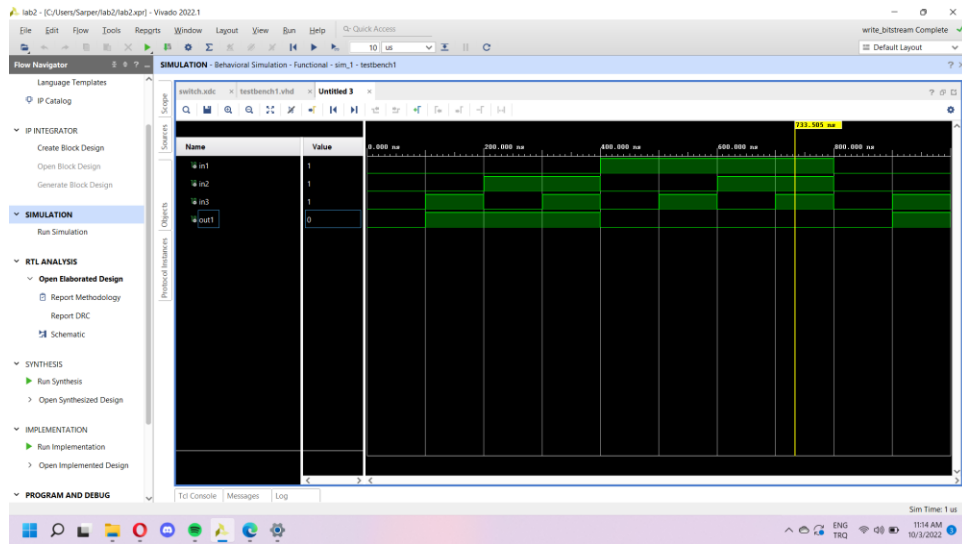 lab2 - [C:/Users/Sarper/lab2/lab2.xpr] - Vivado 2022.1
File Edit Flow Tools Reports Window Layout View Run Help Quick Access write_bitstream Complete
10 us Default Layout
Flow Navigator SIMULATION - Behavioral Simulation - Functional - sim_1 - testbench1
Language Templates
IP Catalog
IP INTEGRATOR
Create Block Design
Open Block Design
Generate Block Design
SIMULATION
Run Simulation
RTL ANALYSIS
Open Elaborated Design
Report Methodology
Report DRC
Schematic
SYNTHESIS
Run Synthesis
Open Synthesized Design
IMPLEMENTATION
Run Implementation
Open Implemented Design
PROGRAM AND DEBUG
Scope
Sources
Objects
Protocol Instances
switch.xdc testbench1.vhd Untitled 3
733.505 ns
Name Value 0.000 ns 200.000 ns 400.000 ns 600.000 ns 800.000 ns
in1 1
in2 1
in3 1
out1 0
Tcl Console Messages Log
Sim Time: 1 us
ENG 11:14 AM
TRQ 10/3/2022